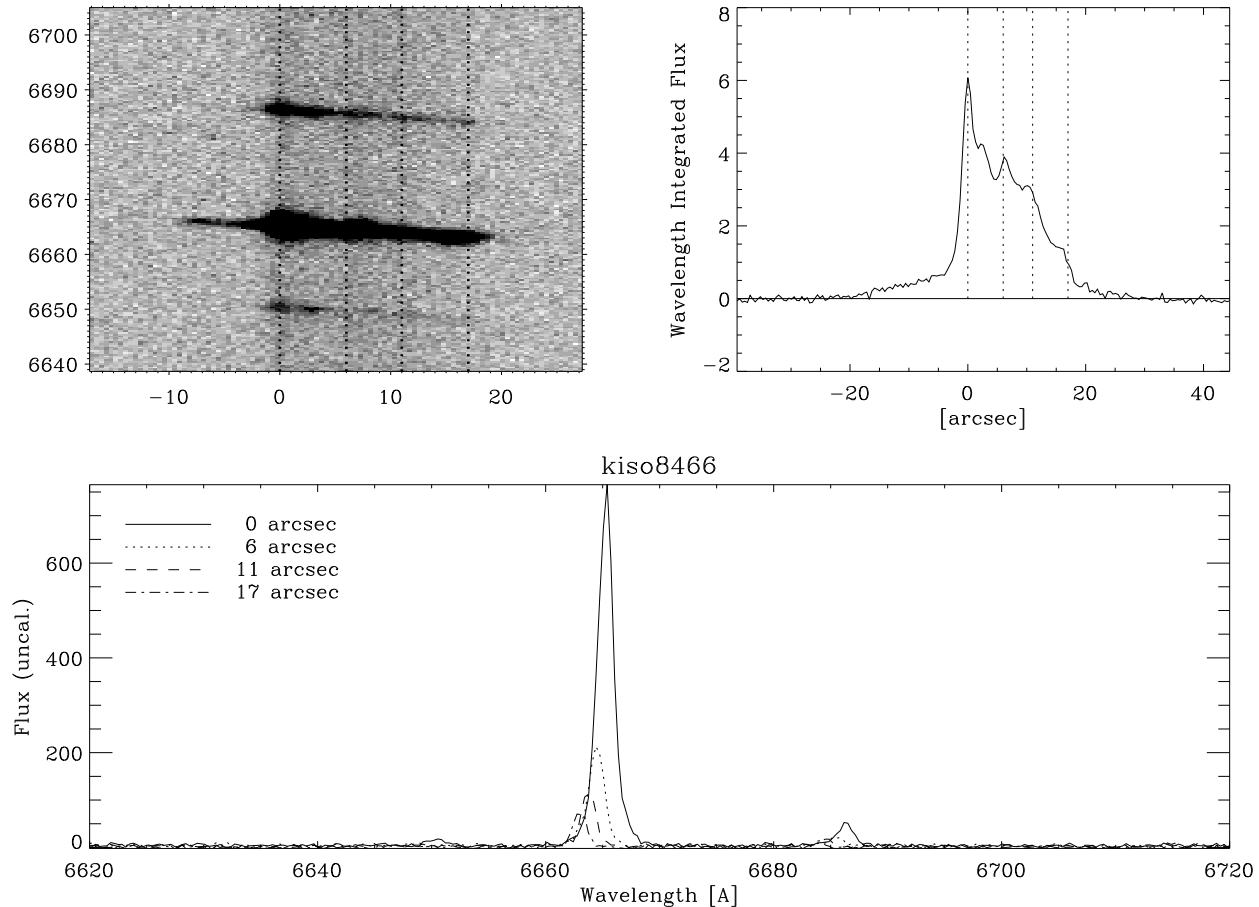 6700
6690
6680
6670
6660
6650
6640
-10 0 10 20
Wavelength Integrated Flux
8
6
4
2
0
-2
-20 0 20 40
[arcsec]
kiso8466
0 arcsec
6 arcsec
11 arcsec
17 arcsec
Flux (uncal.)
600
400
200
0
6620 6640 6660 6680 6700 6720
Wavelength [A]